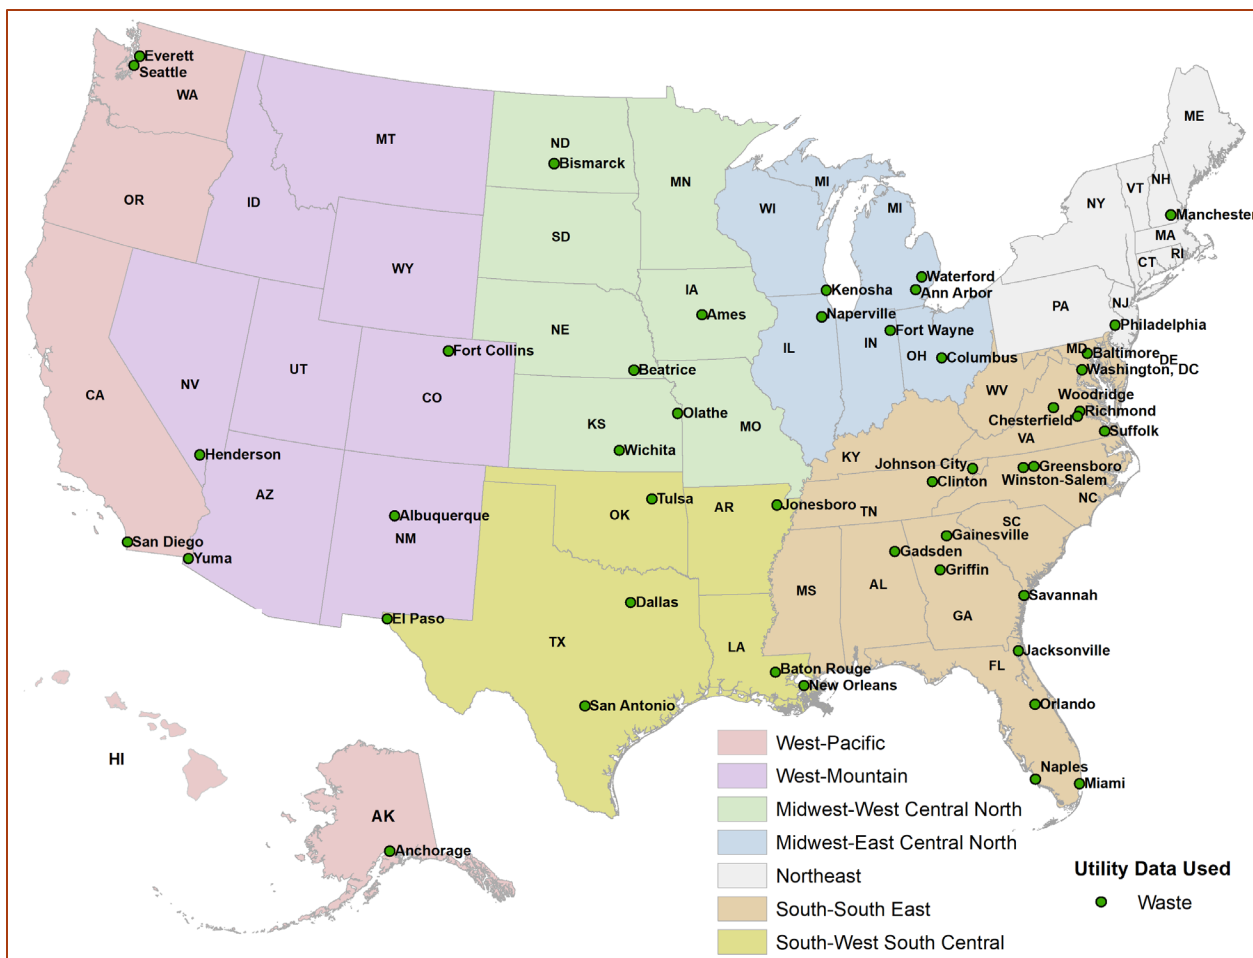 Everett
Seattle
WA
MT
ND
Bismarck
MN
ME
OR
ID
MI
WI
MI
VT
NH
NY
Manchester
MA
CT
RI
WY
SD
IA
Ames
Kenosha
Waterford
Ann Arbor
PA
NJ
Philadelphia
NE
Naperville
Fort Wayne
IL
IN
OH
Columbus
MD
Baltimore
DE
Washington, DC
Fort Collins
Beatrice
CA
NV
UT
CO
KS
Olathe
MO
WV
Woodridge
Richmond
Chesterfield
VA
Suffolk
Henderson
Wichita
KY
Johnson City
Greensboro
Winston-Salem
Clinton
NC
AZ
Albuquerque
NM
Tulsa
OK
AR
Jonesboro
TN
SC
San Diego
Yuma
Gainesville
Gadsden
Griffin
MS
AL
GA
Savannah
El Paso
Dallas
TX
LA
Jacksonville
FL
Baton Rouge
New Orleans
San Antonio
Orlando
Naples
Miami
HI
AK
Anchorage
West-Pacific
West-Mountain
Midwest-West Central North
Midwest-East Central North
Northeast
South-South East
South-West South Central
Utility Data Used
Waste